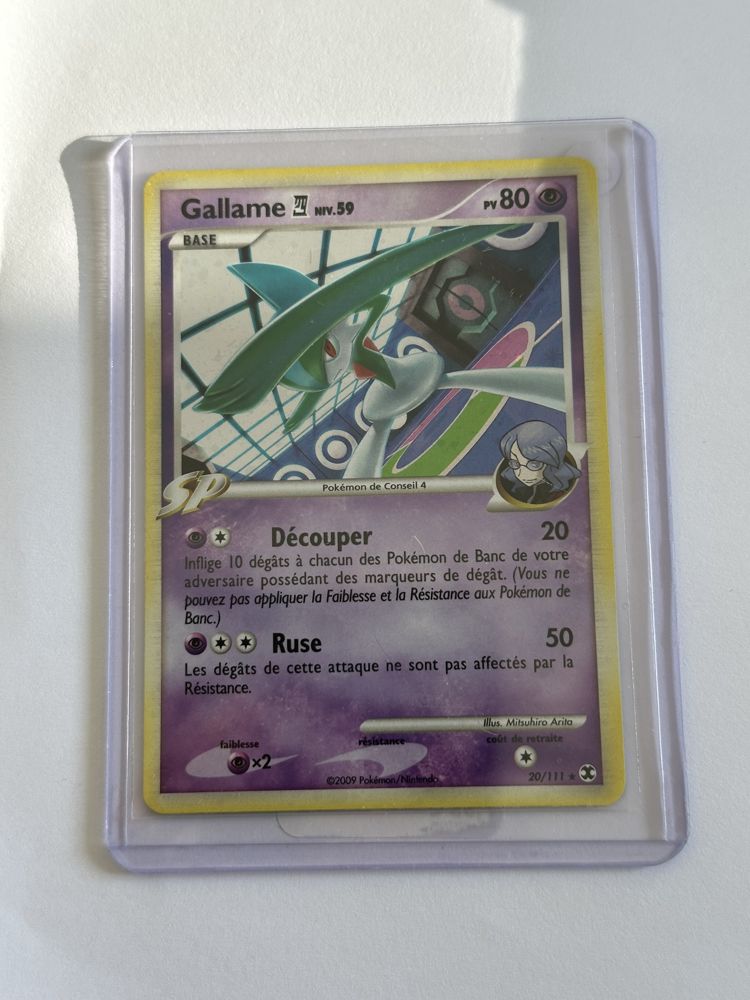 Gallame 4 NIV.59 PV 80
BASE
SP
Pokémon de Conseil 4
Découper 20
Inflige 10 dégâts à chacun des Pokémon de Banc de votre
adversaire possédant des marqueurs de dégât. (Vous ne
pouvez pas appliquer la Faiblesse et la Résistance aux Pokémon de
Banc.)
Ruse 50
Les dégâts de cette attaque ne sont pas affectés par la
Résistance.
Illus. Mitsuhiro Arita
faiblesse résistance coût de retraite
×2
©2009 Pokémon/Nintendo 20/111 ★